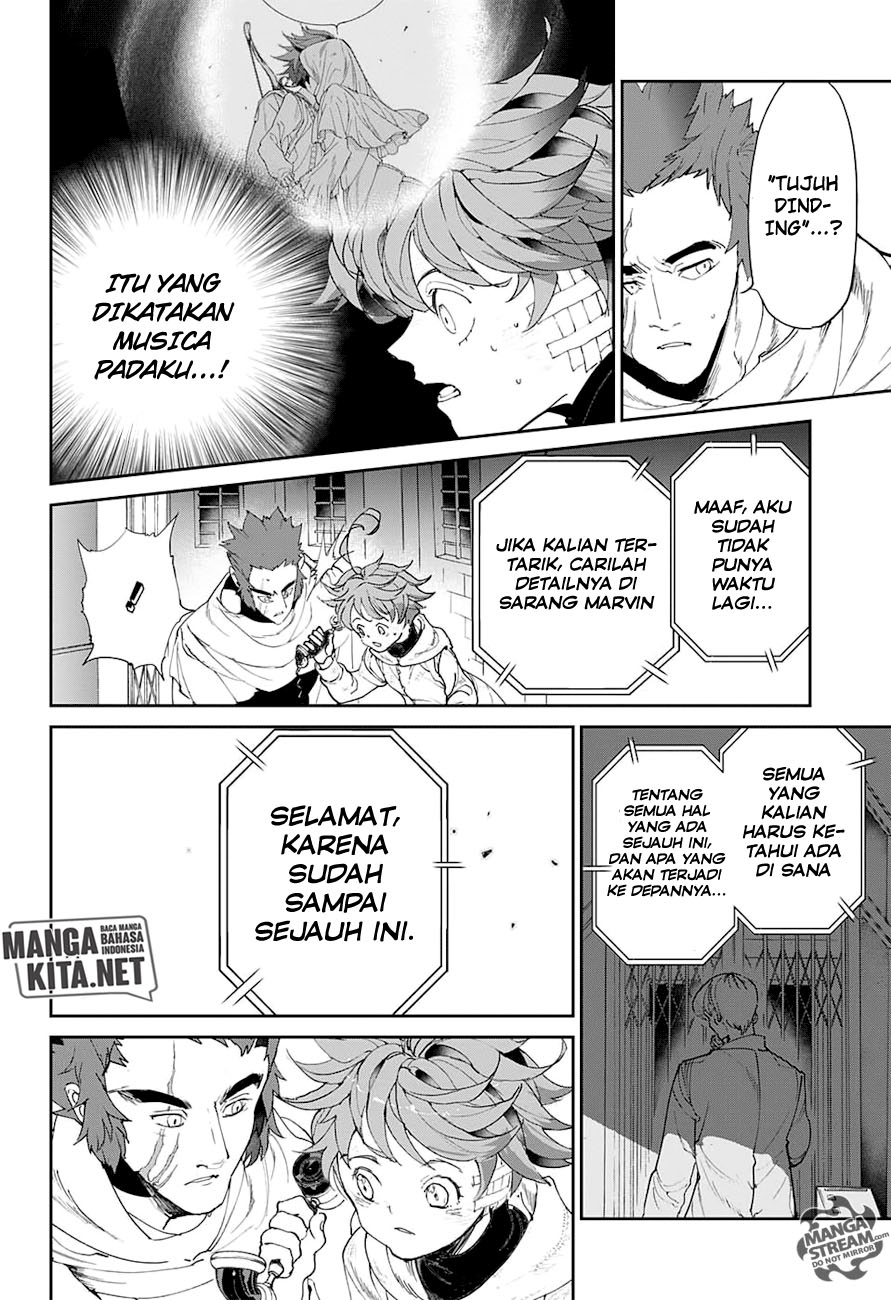 "TUJUH
DIND-
ING"...?
ITU YANG
DIKATAKAN
MUSICA
PADAKU...!
MAAF, AKU
SUDAH
TIDAK
PUNYA
WAKTU
LAGI...
JIKA KALIAN TER-
TARIK, CARILAH
DETAILNYA DI
SARANG MARVIN
!
SEMUA
YANG
KALIAN
HARUS KE-
TAHUI ADA
DI SANA
TENTANG
SEMUA HAL
YANG ADA
SEJAUH INI,
DAN APA YANG
AKAN TERJADI
KE DEPANNYA...
SELAMAT,
KARENA
SUDAH
SAMPAI
SEJAUH INI.
MANGA
KITA.NET
BACA MANGA
BAHASA
INDONESIA
MANGA
STREAM.com
DO NOT MIRROR